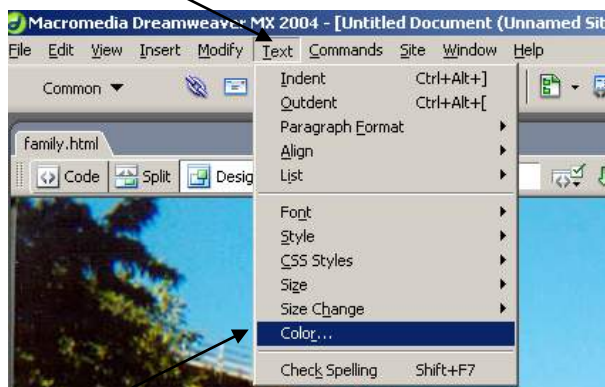 Macromedia Dreamweaver MX 2004 - [Untitled Document (Unnamed Sit
File Edit View Insert Modify Text Commands Site Window Help
Common
Indent Ctrl+Alt+]
Outdent Ctrl+Alt+[
Paragraph Format
Align
List
family.html
Code Split Desig
Font
Style
CSS Styles
Size
Size Change
Color...
Check Spelling Shift+F7